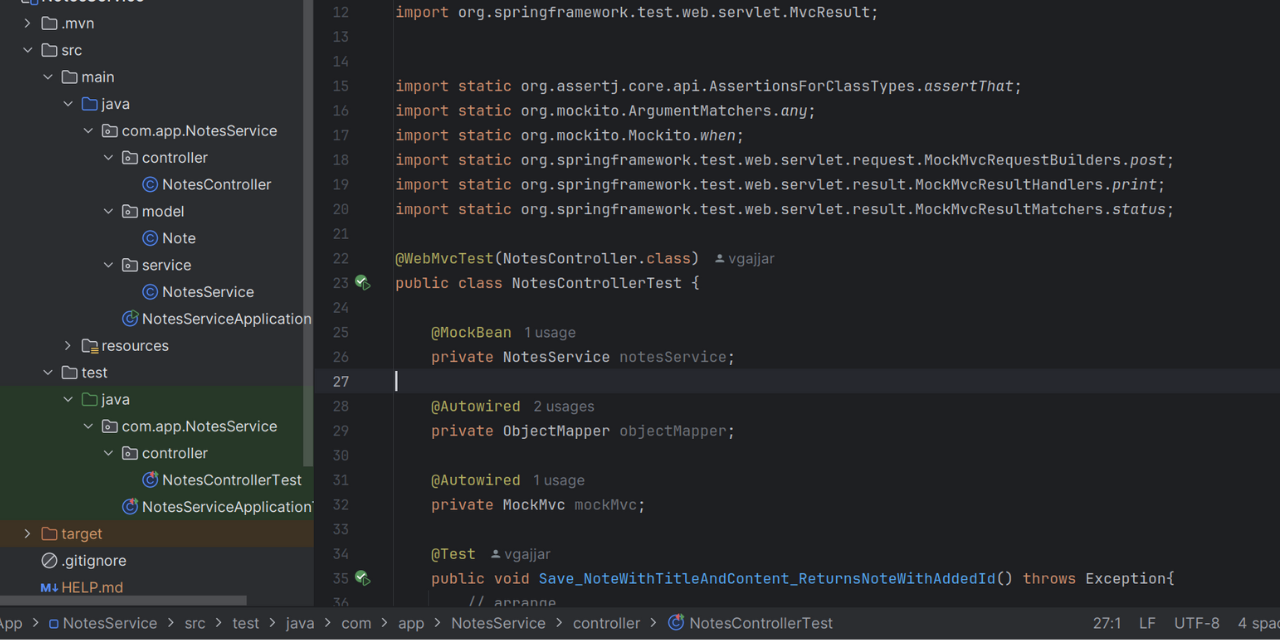 NotesService
.mvn
src
main
java
com.app.NotesService
controller
NotesController
model
Note
service
NotesService
NotesServiceApplication
resources
test
java
com.app.NotesService
controller
NotesControllerTest
NotesServiceApplication
target
.gitignore
M↓ HELP.md
12 import org.springframework.test.web.servlet.MvcResult;
13
14
15 import static org.assertj.core.api.AssertionsForClassTypes.assertThat;
16 import static org.mockito.ArgumentMatchers.any;
17 import static org.mockito.Mockito.when;
18 import static org.springframework.test.web.servlet.request.MockMvcRequestBuilders.post;
19 import static org.springframework.test.web.servlet.result.MockMvcResultHandlers.print;
20 import static org.springframework.test.web.servlet.result.MockMvcResultMatchers.status;
21
22 @WebMvcTest(NotesController.class) vgajjar
23 public class NotesControllerTest {
24
25 @MockBean 1 usage
26 private NotesService notesService;
27
28 @Autowired 2 usages
29 private ObjectMapper objectMapper;
30
31 @Autowired 1 usage
32 private MockMvc mockMvc;
33
34 @Test vgajjar
35 public void Save_NoteWithTitleAndContent_ReturnsNoteWithAddedId() throws Exception{
36 // arrange
App > NotesService > src > test > java > com > app > NotesService > controller > NotesControllerTest 27:1 LF UTF-8 4 spac